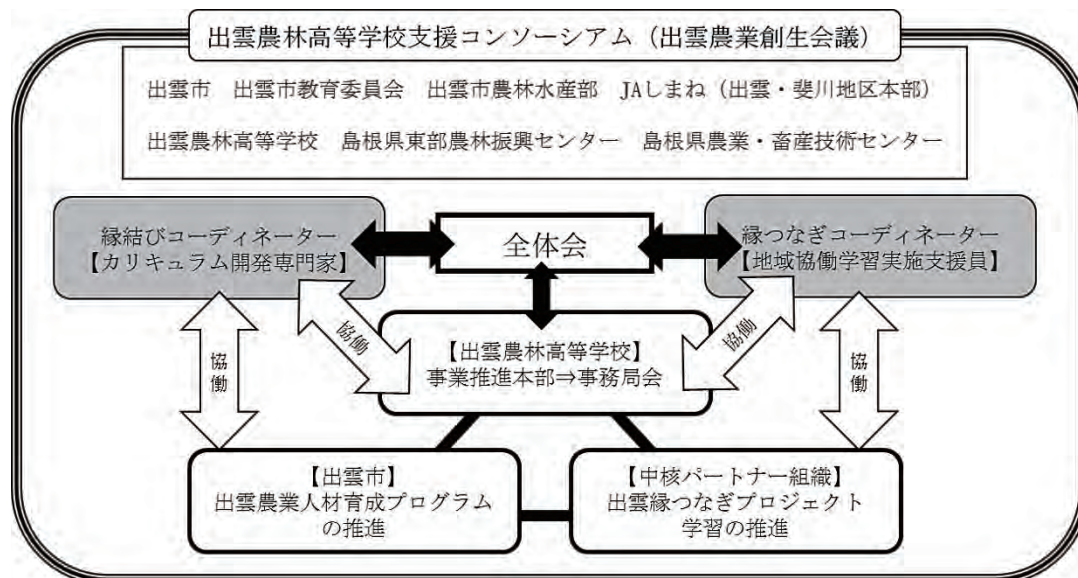 出雲農林高等学校支援コンソーシアム（出雲農業創生会議）
出雲市　出雲市教育委員会　出雲市農林水産部　JAしまね（出雲・斐川地区本部）
出雲農林高等学校　島根県東部農林振興センター　島根県農業・畜産技術センター
縁結びコーディネーター
【カリキュラム開発専門家】
全体会
縁つなぎコーディネーター
【地域協働学習実施支援員】
協働
協働
【出雲農林高等学校】
事業推進本部⇒事務局会
協働
協働
【出雲市】
出雲農業人材育成プログラム
の推進
【中核パートナー組織】
出雲縁つなぎプロジェクト
学習の推進